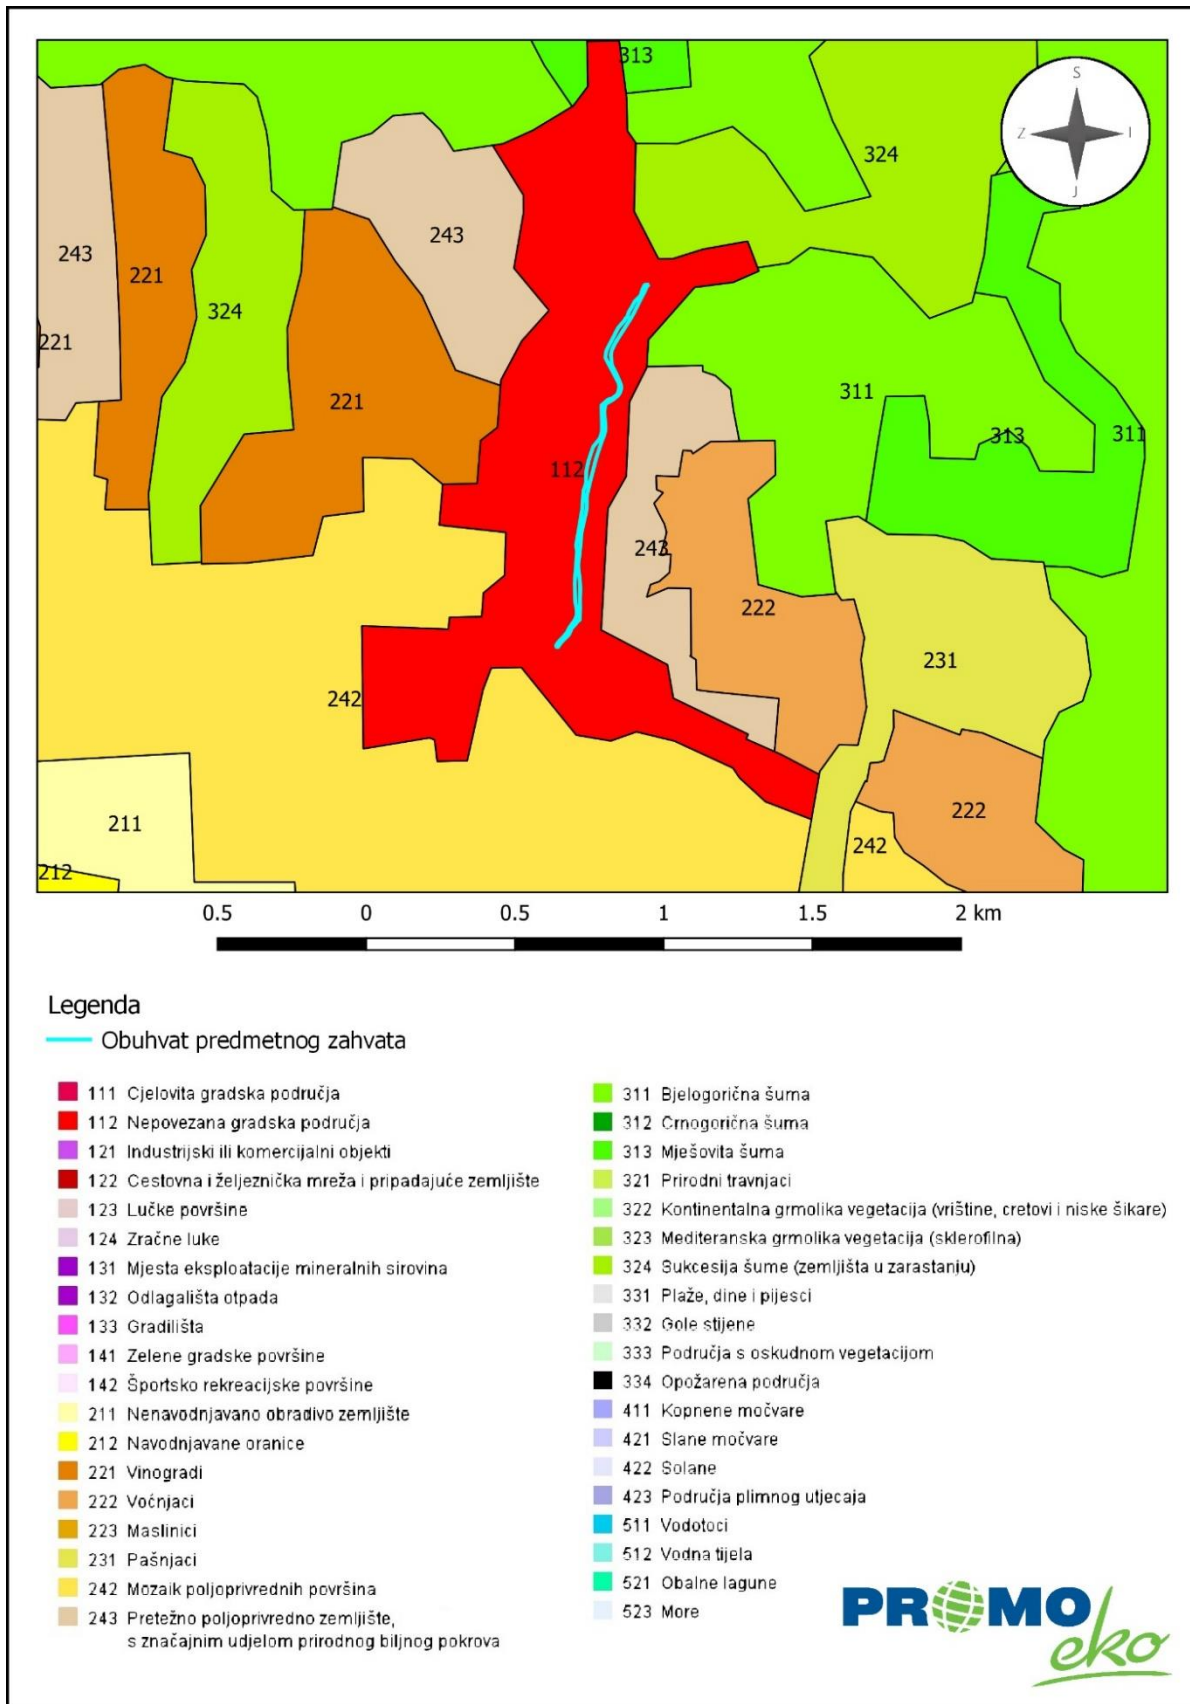 313
S
Z
I
J
324
243
243
221
324
221
221
311
313
311
112
243
222
231
242
211
222
242
212
0.5 0 0.5 1 1.5 2 km
Legenda
Obuhvat predmetnog zahvata
111 Cjelovita gradska područja
112 Nepovezana gradska područja
121 Industrijski ili komercijalni objekti
122 Cestovna i željeznička mreža i pripadajuće zemljište
123 Lučke površine
124 Zračne luke
131 Mjesta eksploatacije mineralnih sirovina
132 Odlagališta otpada
133 Gradilišta
141 Zelene gradske površine
142 Športsko rekreacijske površine
211 Nenavodnjavano obradivo zemljište
212 Navodnjavane oranice
221 Vinogradi
222 Voćnjaci
223 Maslinici
231 Pašnjaci
242 Mozaik poljoprivrednih površina
243 Pretežno poljoprivredno zemljište,
s značajnim udjelom prirodnog biljnog pokrova
311 Bjelogorična šuma
312 Crnogorična šuma
313 Mješovita šuma
321 Prirodni travnjaci
322 Kontinentalna grmolika vegetacija (vrištine, cretovi i niske šikare)
323 Mediteranska grmolika vegetacija (sklerofilna)
324 Sukcesija šume (zemljišta u zarastanju)
331 Plaže, dine i pijesci
332 Gole stijene
333 Područja s oskudnom vegetacijom
334 Opožarena područja
411 Kopnene močvare
421 Slane močvare
422 Solane
423 Područja plimnog utjecaja
511 Vodotoci
512 Vodna tijela
521 Obalne lagune
523 More
PROMO
eko